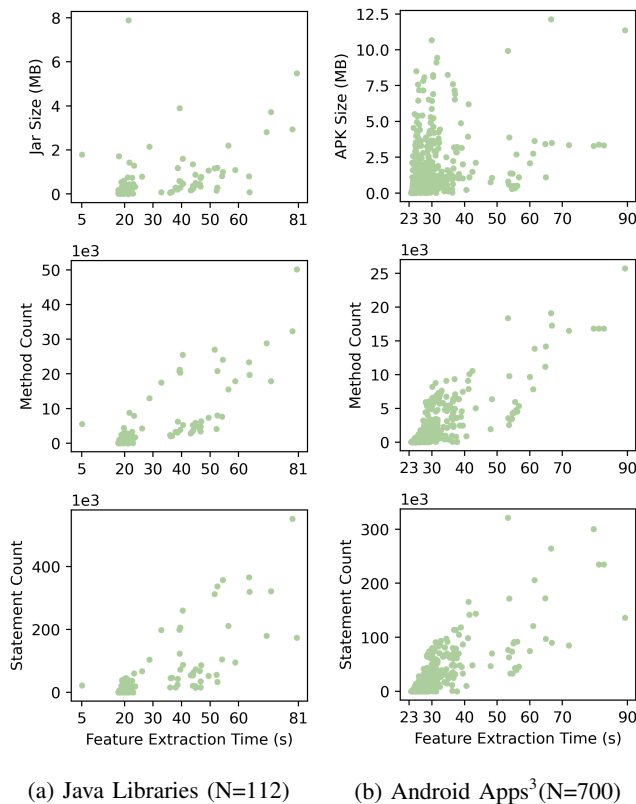 8
6
4
2
0
Jar Size (MB)
5 20 30 40 50 60 81
12.5
10.0
7.5
5.0
2.5
0.0
APK Size (MB)
23 30 40 50 60 70 90
1e3
50
40
30
20
10
0
Method Count
5 20 30 40 50 60 81
1e3
25
20
15
10
5
0
Method Count
23 30 40 50 60 70 90
1e3
400
200
0
Statement Count
5 20 30 40 50 60 81
Feature Extraction Time (s)
1e3
300
200
100
0
Statement Count
23 30 40 50 60 70 90
Feature Extraction Time (s)
(a) Java Libraries (N=112)
(b) Android Apps³(N=700)